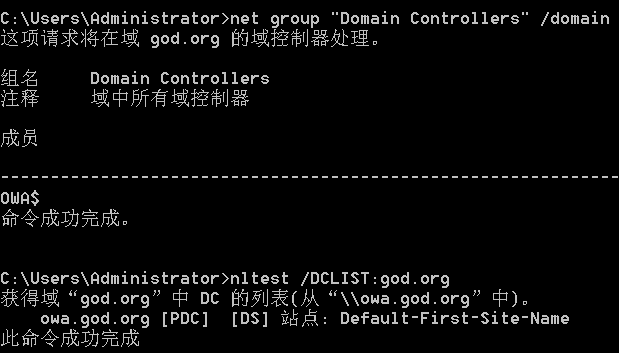 C:\Users\Administrator>net group "Domain Controllers" /domain
这项请求将在域 god.org 的域控制器处理。
组名     Domain Controllers
注释     域中所有域控制器
成员
-------------------------------------------------------------------------------
OWA$
命令成功完成。
C:\Users\Administrator>nltest /DCLIST:god.org
获得域“god.org”中 DC 的列表(从“\\owa.god.org”中)。
    owa.god.org [PDC]  [DS] 站点: Default-First-Site-Name
此命令成功完成